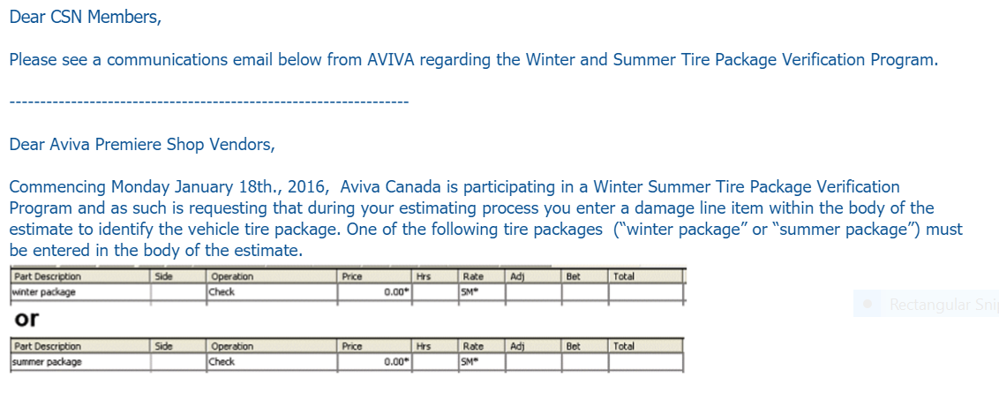 Dear CSN Members,
Please see a communications email below from AVIVA regarding the Winter and Summer Tire Package Verification Program.
-----------------------------------------------------------------
Dear Aviva Premiere Shop Vendors,
Commencing Monday January 18th., 2016,  Aviva Canada is participating in a Winter Summer Tire Package Verification
Program and as such is requesting that during your estimating process you enter a damage line item within the body of the
estimate to identify the vehicle tire package. One of the following tire packages  (“winter package” or “summer package”) must
be entered in the body of the estimate.
Part Description Side Operation Price Hrs Rate Adj Bet Total
winter package Check 0.00* SM*
or
Part Description Side Operation Price Hrs Rate Adj Bet Total
summer package Check 0.00* SM*
Rectangular Snip